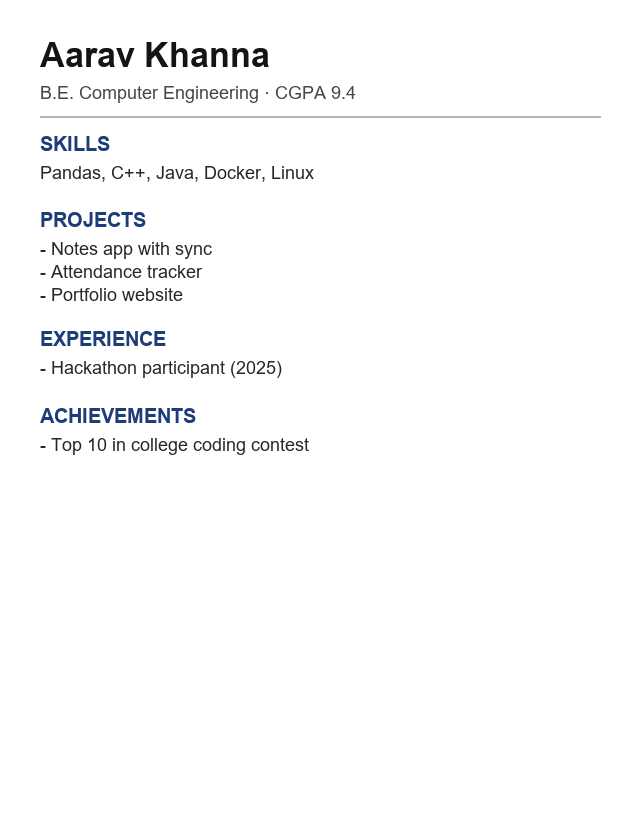 Aarav Khanna
B.E. Computer Engineering · CGPA 9.4
SKILLS
Pandas, C++, Java, Docker, Linux
PROJECTS
- Notes app with sync
- Attendance tracker
- Portfolio website
EXPERIENCE
- Hackathon participant (2025)
ACHIEVEMENTS
- Top 10 in college coding contest